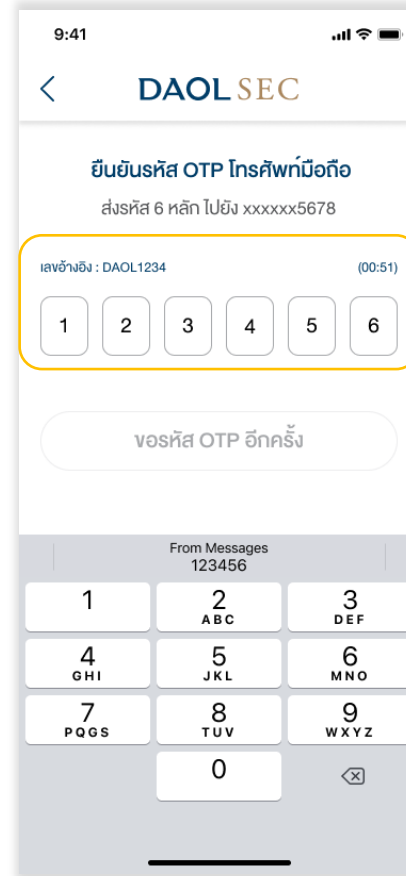 9:41
DAOL SEC
ยืนยันรหัส OTP โทรศัพท์มือถือ
ส่งรหัส 6 หลัก ไปยัง xxxxxx5678
เลขอ้างอิง : DAOL1234 (00:51)
1 2 3 4 5 6
ขอรหัส OTP อีกครั้ง
From Messages
123456
1 2 3
ABC DEF
4 5 6
GHI JKL MNO
7 8 9
PQGS TUV WXYZ
0